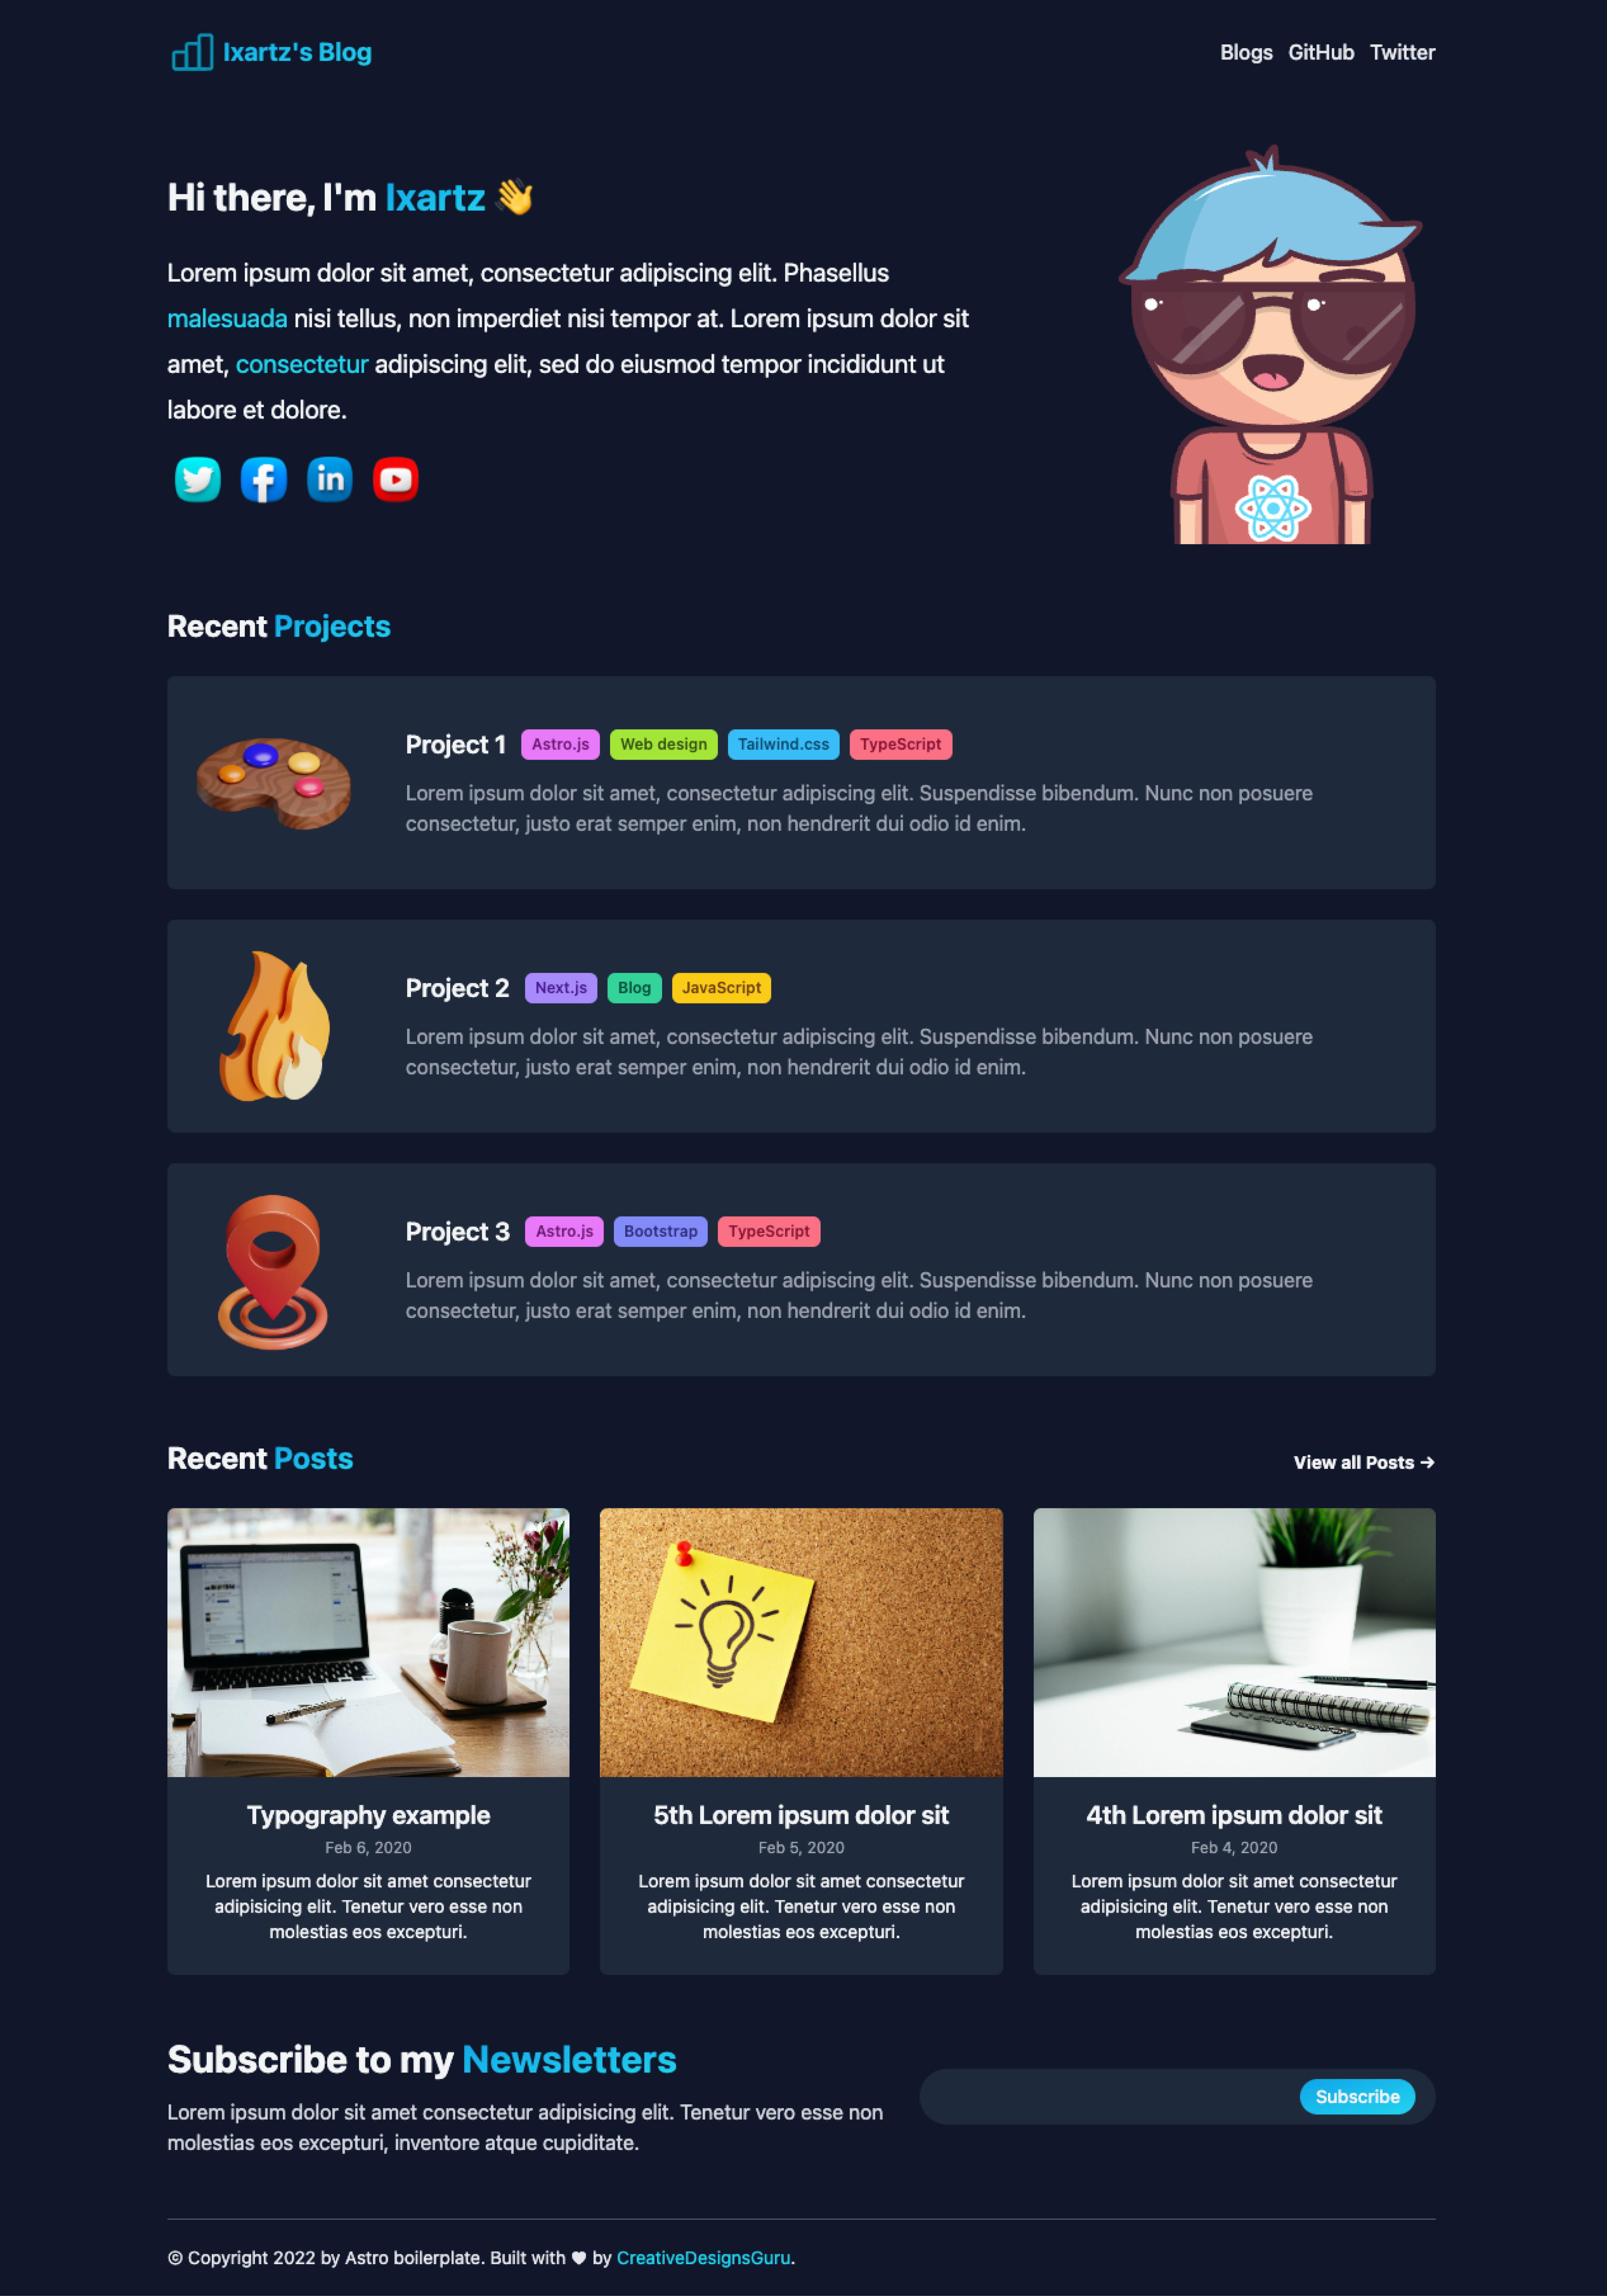 Ixartz's Blog
Blogs GitHub Twitter
Hi there, I'm Ixartz 👋
Lorem ipsum dolor sit amet, consectetur adipiscing elit. Phasellus
malesuada nisi tellus, non imperdiet nisi tempor at. Lorem ipsum dolor sit
amet, consectetur adipiscing elit, sed do eiusmod tempor incididunt ut
labore et dolore.
Recent Projects
Project 1 Astro.js Web design Tailwind.css TypeScript
Lorem ipsum dolor sit amet, consectetur adipiscing elit. Suspendisse bibendum. Nunc non posuere
consectetur, justo erat semper enim, non hendrerit dui odio id enim.
Project 2 Next.js Blog JavaScript
Lorem ipsum dolor sit amet, consectetur adipiscing elit. Suspendisse bibendum. Nunc non posuere
consectetur, justo erat semper enim, non hendrerit dui odio id enim.
Project 3 Astro.js Bootstrap TypeScript
Lorem ipsum dolor sit amet, consectetur adipiscing elit. Suspendisse bibendum. Nunc non posuere
consectetur, justo erat semper enim, non hendrerit dui odio id enim.
Recent Posts
View all Posts →
Typography example
Feb 6, 2020
Lorem ipsum dolor sit amet consectetur
adipisicing elit. Tenetur vero esse non
molestias eos excepturi.
5th Lorem ipsum dolor sit
Feb 5, 2020
Lorem ipsum dolor sit amet consectetur
adipisicing elit. Tenetur vero esse non
molestias eos excepturi.
4th Lorem ipsum dolor sit
Feb 4, 2020
Lorem ipsum dolor sit amet consectetur
adipisicing elit. Tenetur vero esse non
molestias eos excepturi.
Subscribe to my Newsletters
Lorem ipsum dolor sit amet consectetur adipisicing elit. Tenetur vero esse non
molestias eos excepturi, inventore atque cupiditate.
Subscribe
© Copyright 2022 by Astro boilerplate. Built with ♥ by CreativeDesignsGuru.